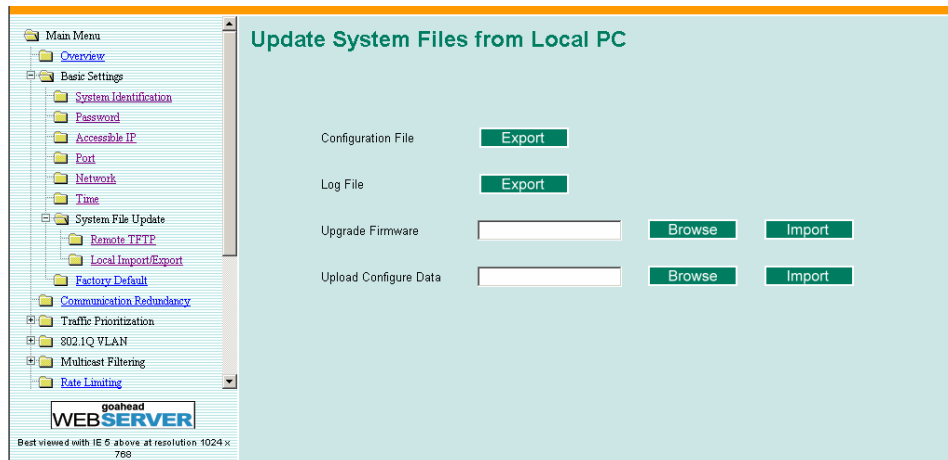 Main Menu
Overview
Basic Settings
System Identification
Password
Accessible IP
Port
Network
Time
System File Update
Remote TFTP
Local Import/Export
Factory Default
Communication Redundancy
Traffic Prioritization
802.1Q VLAN
Multicast Filtering
Rate Limiting
goahead
WEBSERVER
Best viewed with IE 5 above at resolution 1024 x
768
Update System Files from Local PC
Configuration File Export
Log File Export
Upgrade Firmware Browse Import
Upload Configure Data Browse Import